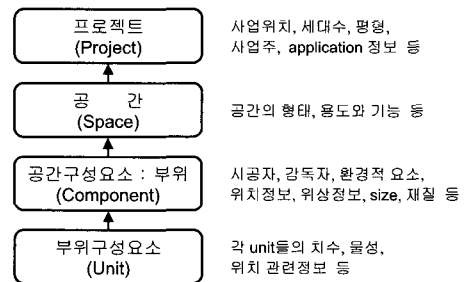 프로젝트
(Project)
사업위치, 세대수, 평형,
사업주, application 정보 등
공 간
(Space)
공간의 형태, 용도와 기능 등
공간구성요소 : 부위
(Component)
시공자, 감독자, 환경적 요소,
위치정보, 위상정보, size, 재질 등
부위구성요소
(Unit)
각 unit들의 치수, 물성,
위치 관련정보 등